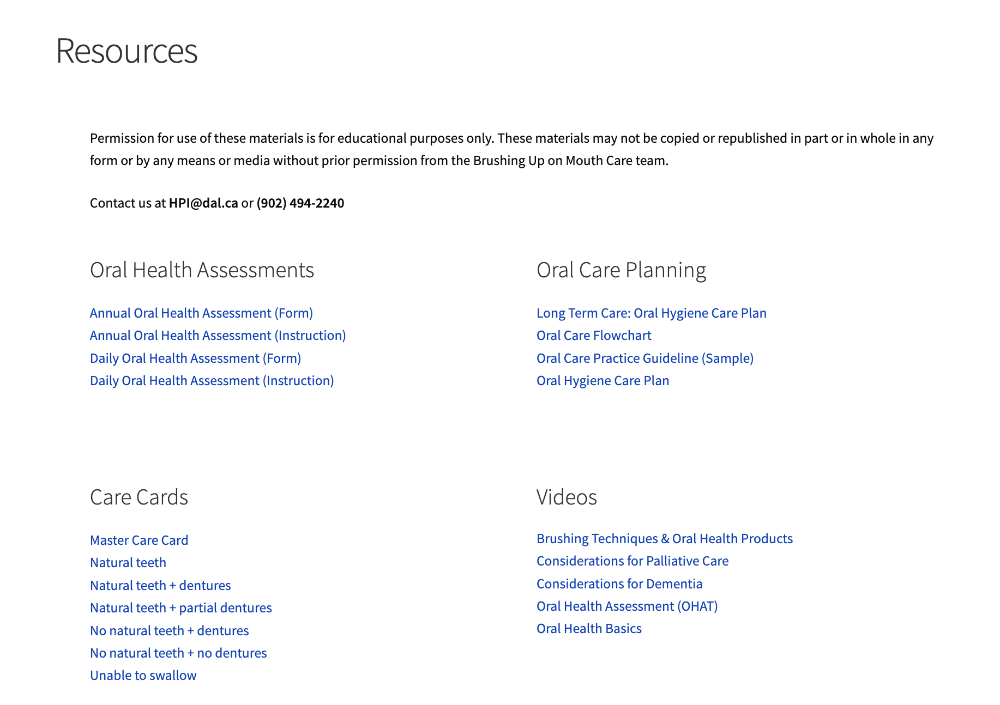 Resources
Permission for use of these materials is for educational purposes only. These materials may not be copied or republished in part or in whole in any
form or by any means or media without prior permission from the Brushing Up on Mouth Care team.
Contact us at HPI@dal.ca or (902) 494-2240
Oral Health Assessments
Annual Oral Health Assessment (Form)
Annual Oral Health Assessment (Instruction)
Daily Oral Health Assessment (Form)
Daily Oral Health Assessment (Instruction)
Oral Care Planning
Long Term Care: Oral Hygiene Care Plan
Oral Care Flowchart
Oral Care Practice Guideline (Sample)
Oral Hygiene Care Plan
Care Cards
Master Care Card
Natural teeth
Natural teeth + dentures
Natural teeth + partial dentures
No natural teeth + dentures
No natural teeth + no dentures
Unable to swallow
Videos
Brushing Techniques & Oral Health Products
Considerations for Palliative Care
Considerations for Dementia
Oral Health Assessment (OHAT)
Oral Health Basics